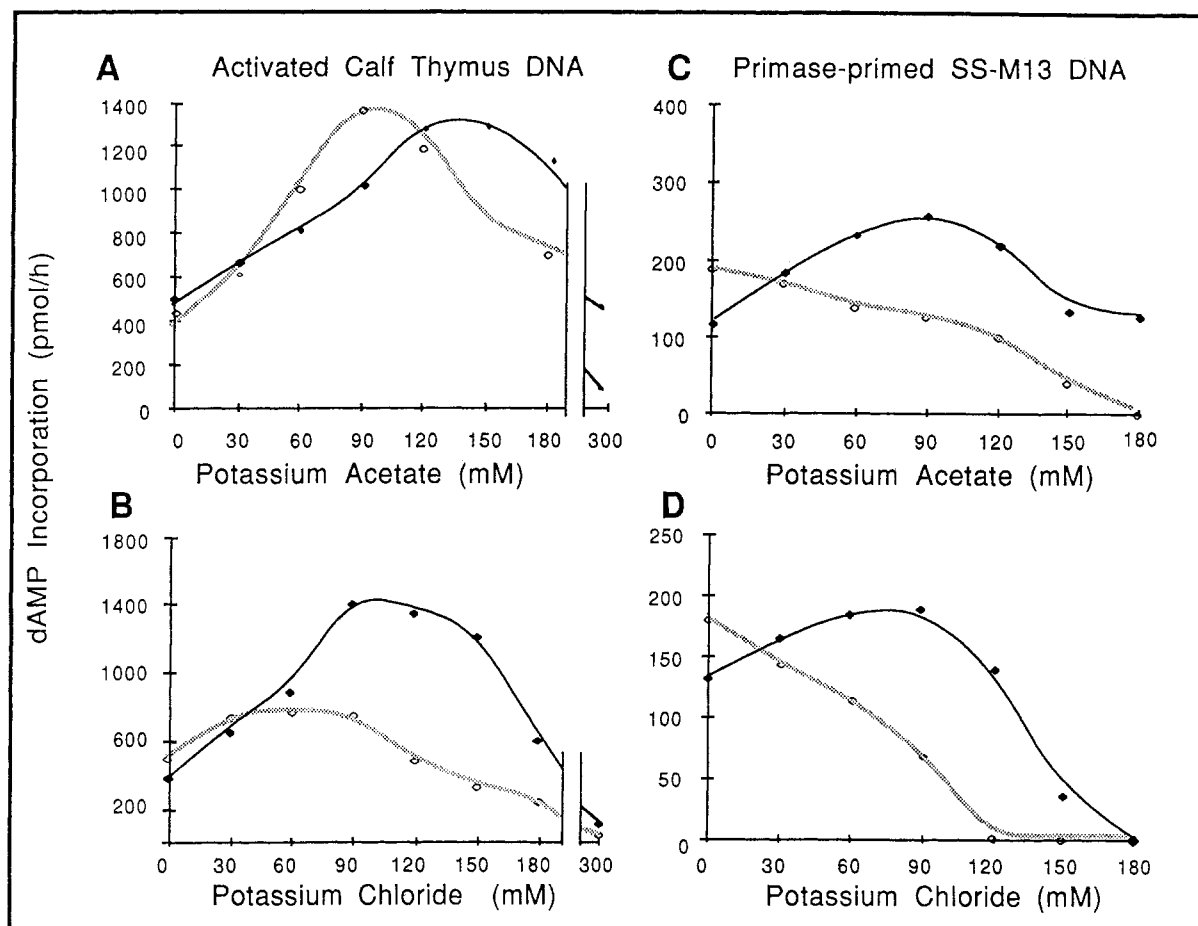 A Activated Calf Thymus DNA
1400
1200
1000
800
600
400
200
0
0 30 60 90 120 150 180 300
Potassium Acetate (mM)
C Primase-primed SS-M13 DNA
400
300
200
100
0
0 30 60 90 120 150 180
Potassium Acetate (mM)
B
1800
1400
1000
600
200
0 30 60 90 120 150 180 300
Potassium Chloride (mM)
D
250
200
150
100
50
0
0 30 60 90 120 150 180
Potassium Chloride (mM)
dAMP Incorporation (pmol/h)